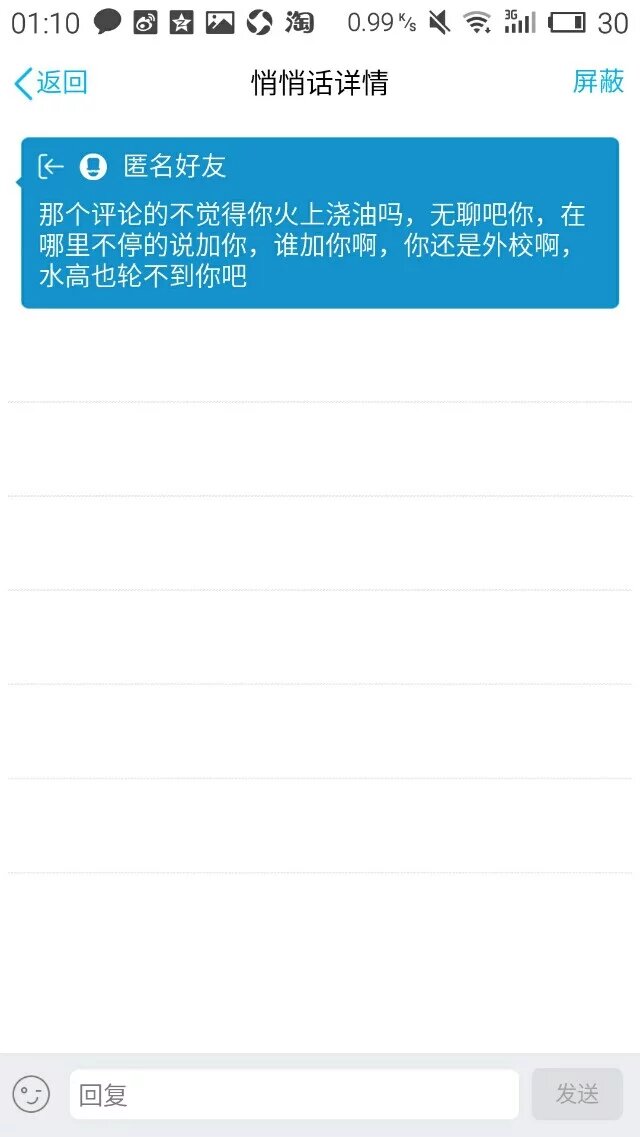 01:10 淘 0.99 K/s 3G 30
返回 悄悄话详情 屏蔽
匿名好友
那个评论的不觉得你火上浇油吗，无聊吧你，在
哪里不停的说加你，谁加你啊，你还是外校啊，
水高也轮不到你吧
回复 发送